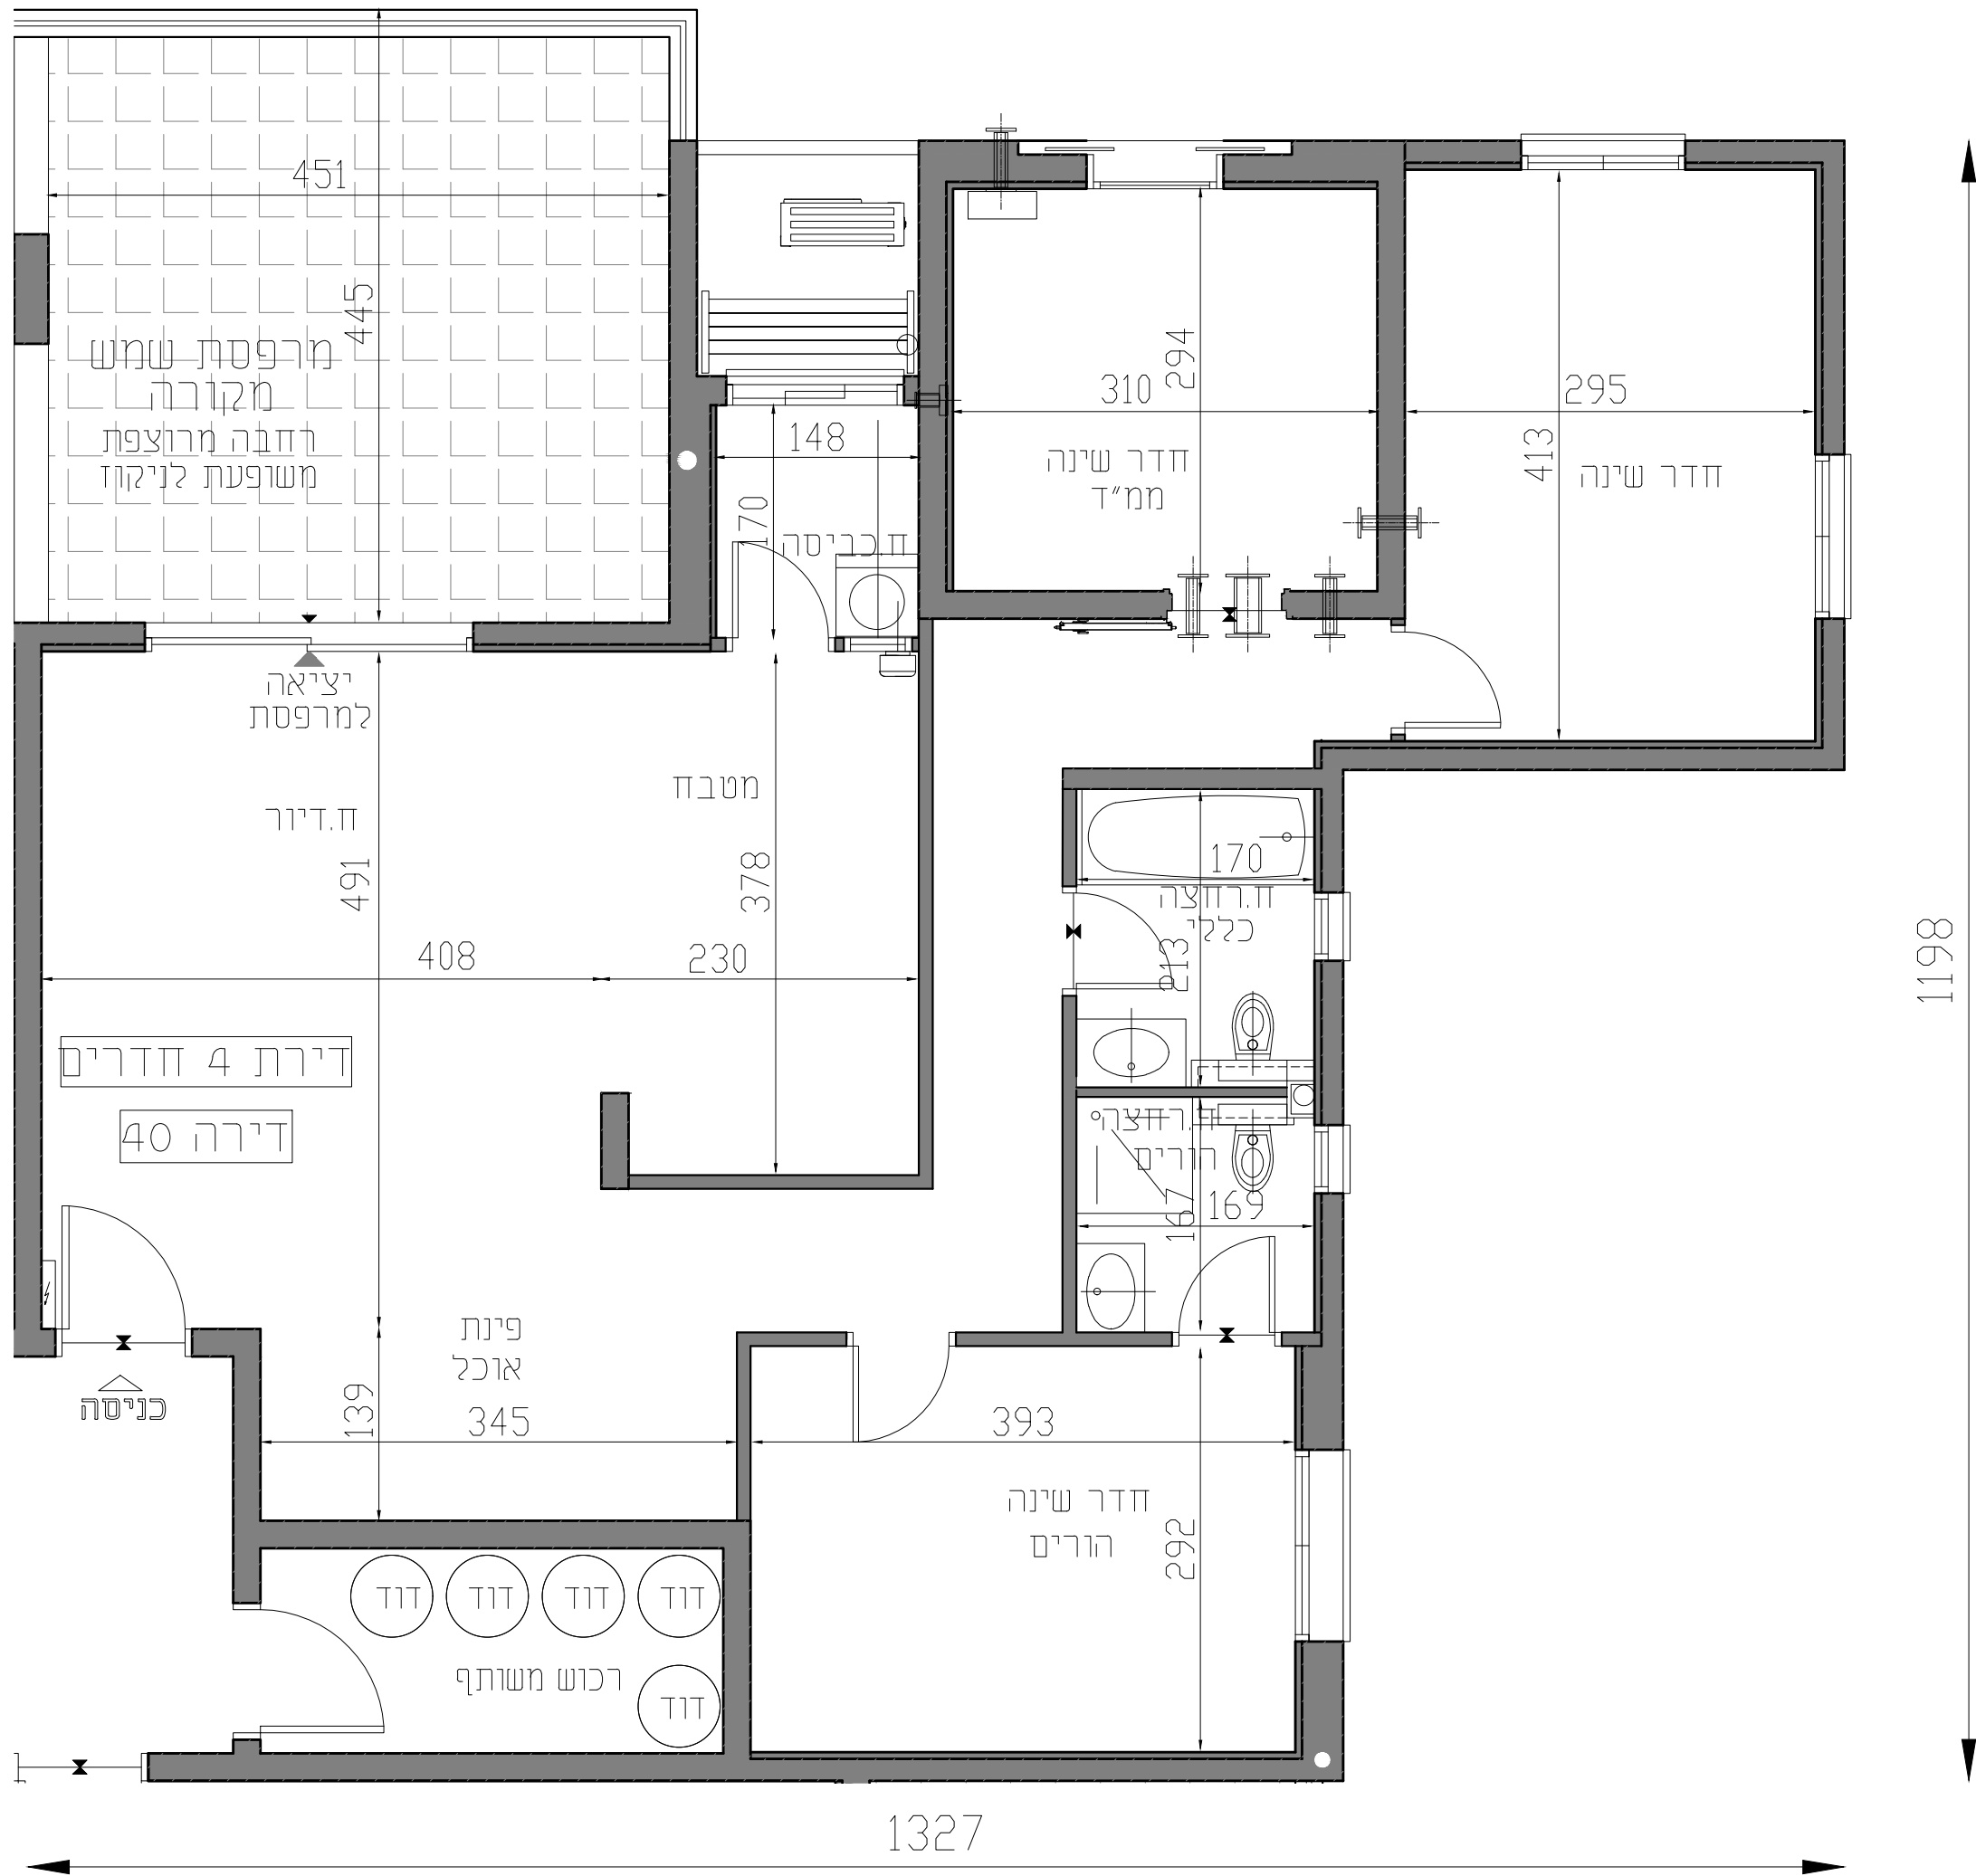 451
445
מרפסת שמש
מקורה
רחבה מרוצפת
משופעת לניקוז
148
170
ח.כביסה
310
294
חדר שינה
ממ"ד
295
413
חדר שינה
יציאה
למרפסת
ח.דיור
מטבח
491
378
408
230
דירת 4 חדרים
דירה 40
170
ח.רחצה
כללי
213
ח.רחצה
הורים
167
169
1198
כניסה
פינת
אוכל
139
345
393
חדר שינה
הורים
292
דוד
דוד
דוד
דוד
רכוש משותף
דוד
1327